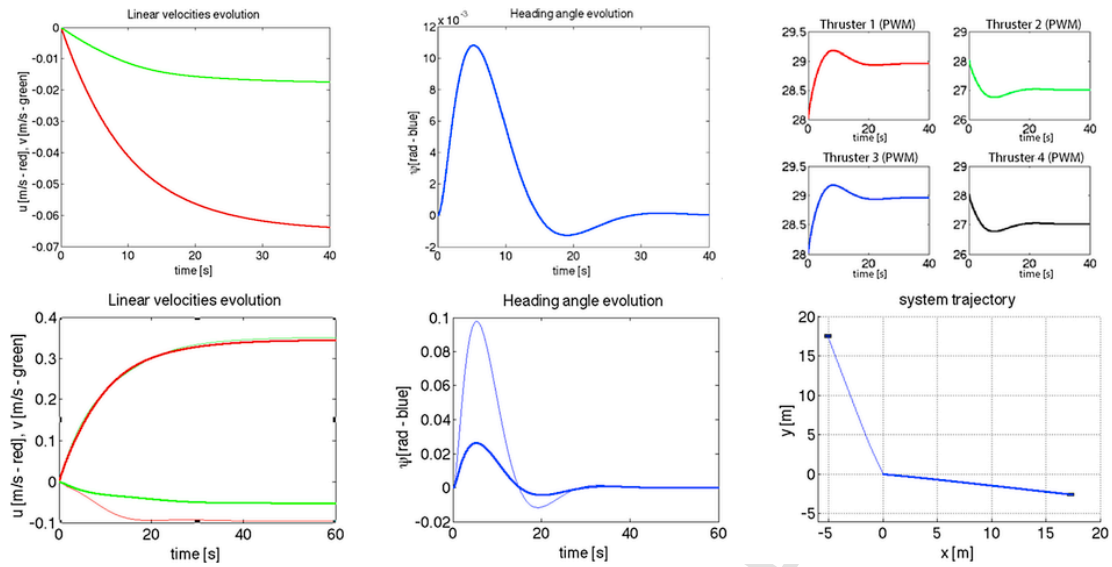 Linear velocities evolution
u [m/s - red], v [m/s - green]
0
-0.01
-0.02
-0.03
-0.04
-0.05
-0.06
-0.07
0 10 20 30 40
time [s]
Heading angle evolution
x 10⁻³
ψ[rad - blue]
12
10
8
6
4
2
0
-2
0 10 20 30 40
time [s]
Thruster 1 (PWM)
29.5
29
28.5
28
0 20 40
time [s]
Thruster 2 (PWM)
29
28
27
26
0 20 40
time [s]
Thruster 3 (PWM)
29.5
29
28.5
28
0 20 40
time [s]
Thruster 4 (PWM)
29
28
27
26
0 20 40
time [s]
Linear velocities evolution
u [m/s - red], v [m/s - green]
0.4
0.3
0.2
0.1
0
-0.1
0 20 40 60
time [s]
Heading angle evolution
ψ[rad - blue]
0.1
0.08
0.06
0.04
0.02
0
-0.02
0 20 40 60
time [s]
system trajectory
y [m]
20
15
10
5
0
-5
-5 0 5 10 15 20
x [m]